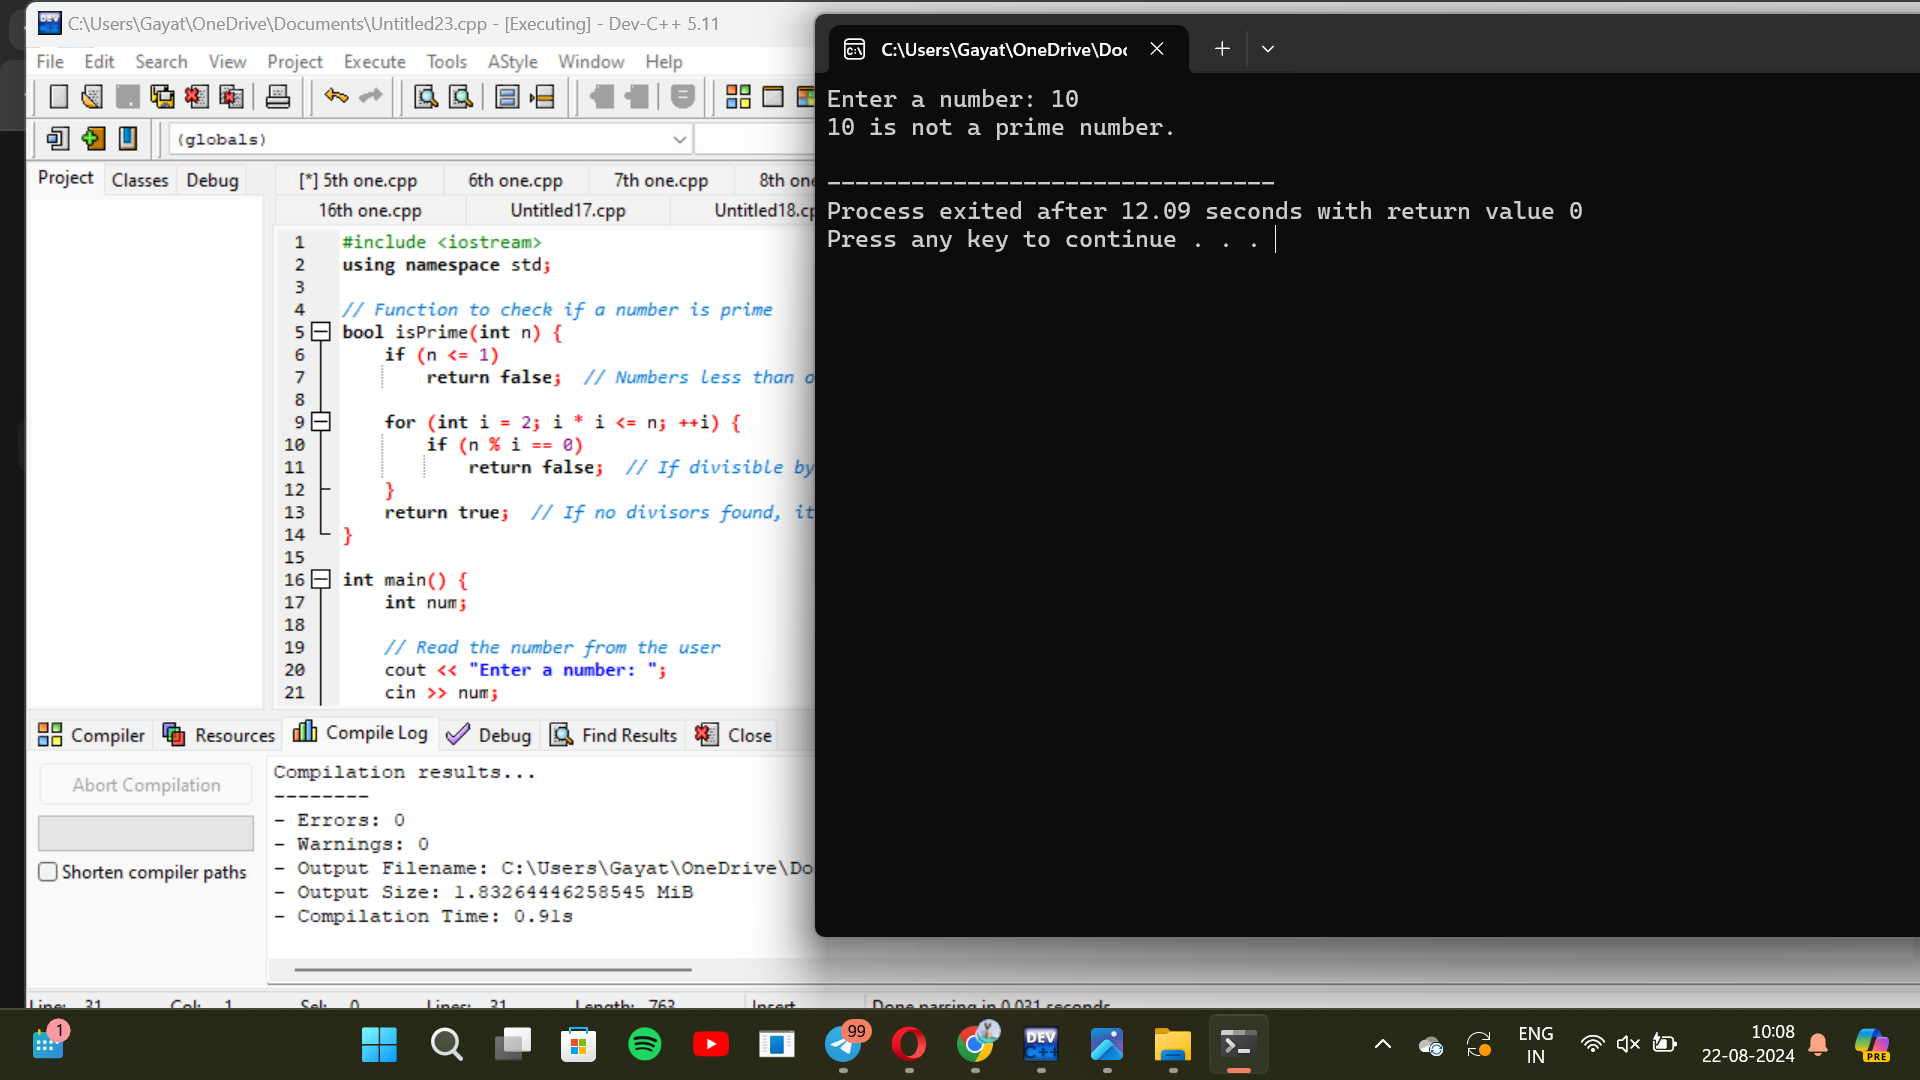 C:\Users\Gayat\OneDrive\Documents\Untitled23.cpp - [Executing] - Dev-C++ 5.11
File Edit Search View Project Execute Tools AStyle Window Help
(globals)
Project Classes Debug
[*] 5th one.cpp 6th one.cpp 7th one.cpp 8th one
16th one.cpp Untitled17.cpp Untitled18.cp
1 #include <iostream>
2 using namespace std;
3
4 // Function to check if a number is prime
5 bool isPrime(int n) {
6 if (n <= 1)
7 return false; // Numbers less than o
8
9 for (int i = 2; i * i <= n; ++i) {
10 if (n % i == 0)
11 return false; // If divisible by
12 }
13 return true; // If no divisors found, it
14 }
15
16 int main() {
17 int num;
18
19 // Read the number from the user
20 cout << "Enter a number: ";
21 cin >> num;
Compiler Resources Compile Log Debug Find Results Close
Abort Compilation
Shorten compiler paths
Compilation results...
--------
- Errors: 0
- Warnings: 0
- Output Filename: C:\Users\Gayat\OneDrive\Do
- Output Size: 1.83264446258545 MiB
- Compilation Time: 0.91s
Line: 31 Col: 1 Sel: 0 Lines: 31 Length: 763 Insert Done parsing in 0.031 seconds
C:\Users\Gayat\OneDrive\Doc
Enter a number: 10
10 is not a prime number.
--------------------------------
Process exited after 12.09 seconds with return value 0
Press any key to continue . . .
1
99
DEV
C++
ENG
IN
10:08
22-08-2024
PRE